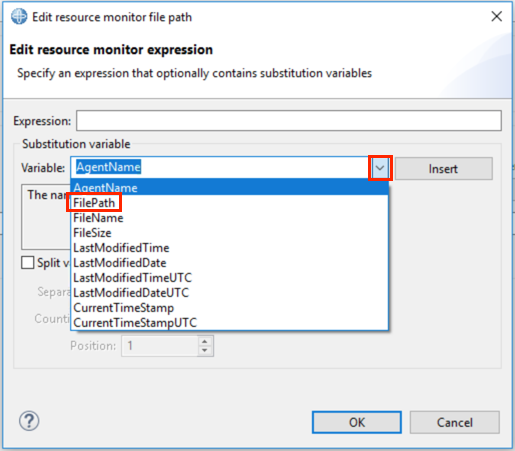 Edit resource monitor file path
Edit resource monitor expression
Specify an expression that optionally contains substitution variables
Expression:
Substitution variable
Variable: AgentName Insert
AgentName
The nar
FilePath
FileName
FileSize
LastModifiedTime
LastModifiedDate
Split v
LastModifiedTimeUTC
LastModifiedDateUTC
Separa
CurrentTimeStamp
Counti
CurrentTimeStampUTC
Position: 1
?
OK Cancel